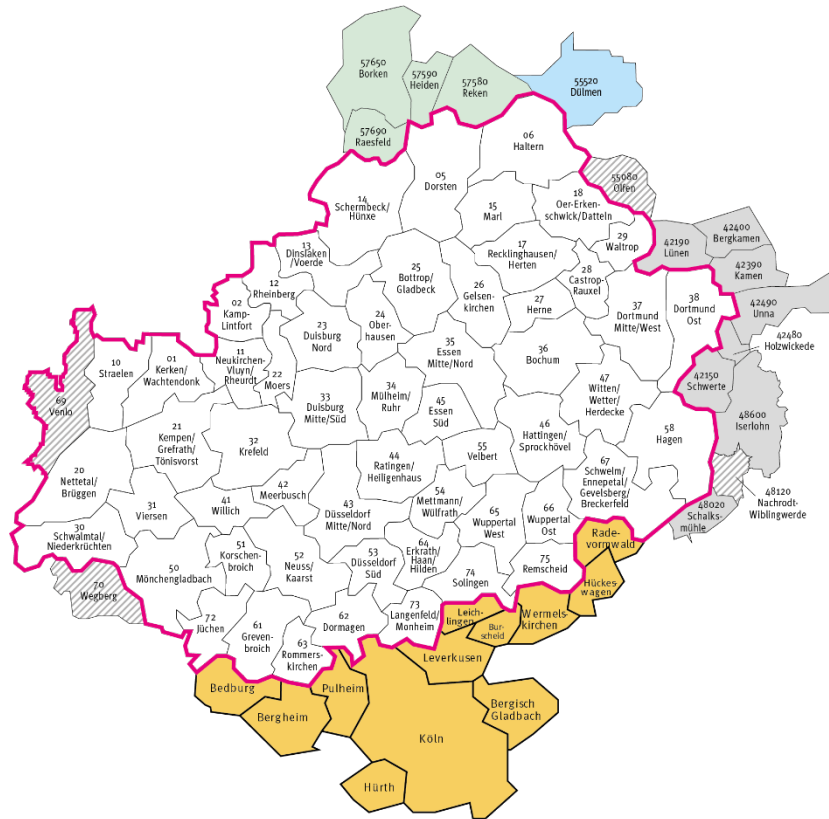 57650
Borken
57590
Heiden
57580
Reken
55520
Dülmen
57690
Raesfeld
06
Haltern
05
Dorsten
55080
Olfen
14
Schermbeck/
Hünxe
18
Oer-Erken-
schwick/Datteln
15
Marl
42400
Bergkamen
29
Waltrop
42190
Lünen
42390
Kamen
13
Dinslaken
/Voerde
17
Recklinghausen/
Herten
25
Bottrop/
Gladbeck
28
Castrop-
Rauxel
12
Rheinberg
26
Gelsen-
kirchen
02
Kamp-
Lintfort
27
Herne
37
Dortmund
Mitte/West
38
Dortmund
Ost
42490
Unna
24
Ober-
hausen
23
Duisburg
Nord
42480
Holzwickede
35
Essen
Mitte/Nord
36
Bochum
10
Straelen
01
Kerken/
Wachtendonk
11
Neukirchen-
Vluyn/
Rheurdt
22
Moers
42150
Schwerte
69
Venlo
33
Duisburg
Mitte/Süd
34
Mülheim/
Ruhr
45
Essen
Süd
47
Witten/
Wetter/
Herdecke
48600
Iserlohn
21
Kempen/
Grefrath/
Tönisvorst
32
Krefeld
46
Hattingen/
Sprockhövel
58
Hagen
55
Velbert
44
Ratingen/
Heiligenhaus
20
Nettetal/
Brüggen
67
Schwelm/
Ennepetal/
Gevelsberg/
Breckerfeld
42
Meerbusch
41
Willich
31
Viersen
43
Düsseldorf
Mitte/Nord
54
Mettmann/
Wülfrath
65
Wuppertal
West
66
Wuppertal
Ost
48120
Nachrodt-
Wiblingwerde
48020
Schalks-
mühle
30
Schwalmtal/
Niederkrüchten
51
Korschen-
broich
52
Neuss/
Kaarst
53
Düsseldorf
Süd
64
Erkrath/
Haan/
Hilden
Rade-
vormwald
50
Mönchengladbach
74
Solingen
75
Remscheid
70
Wegberg
Hückes
wagen
72
Jüchen
61
Greven-
broich
62
Dormagen
73
Langenfeld/
Monheim
Leich-
lingen
Bur-
scheid
Wermels-
kirchen
63
Rommers-
kirchen
Leverkusen
Bedburg
Pulheim
Bergheim
Bergisch
Gladbach
Köln
Hürth